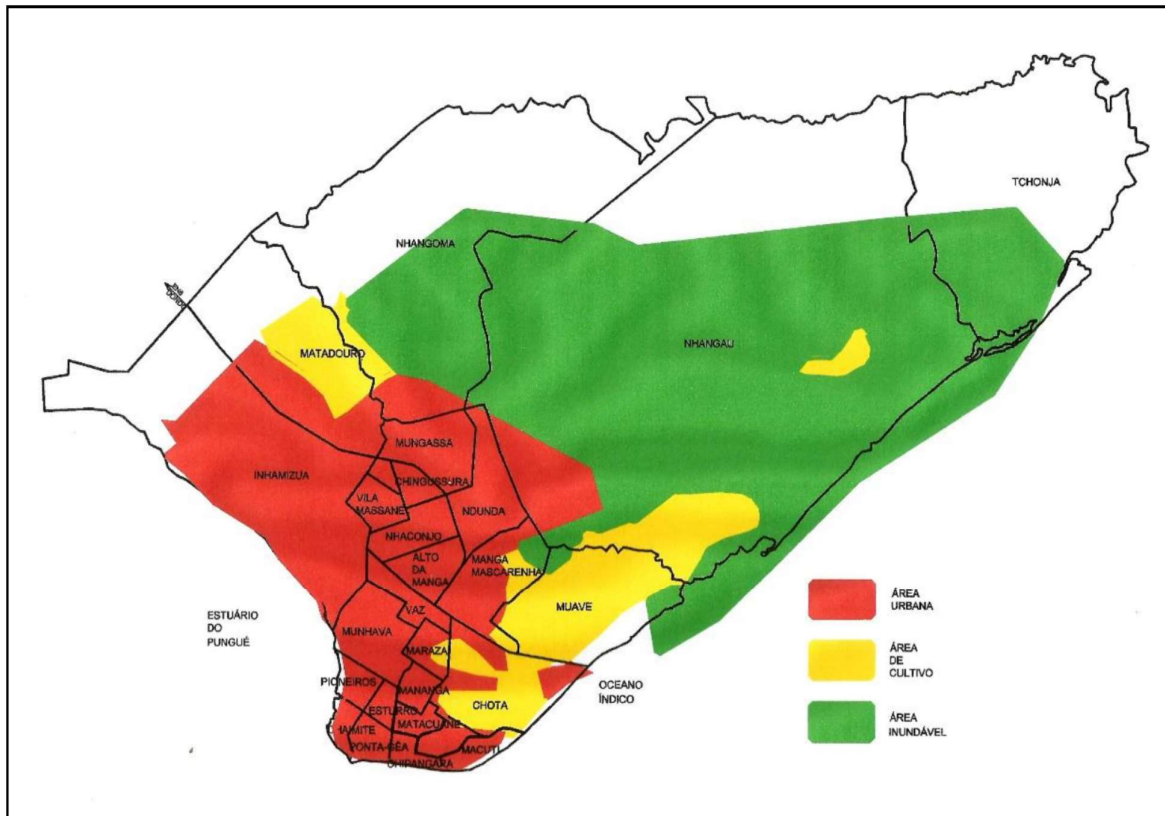 TCHONJA
NHANGOMA
MATADOURO
NHANGAU
MUNGASSA
INHAMIZUA
CHINGUSSURA
VILA
MASSANE
NDUNDA
NHACONJO
ALTO
DA
MANGA
MANGA
MASCARENHA
VAZ
MUAVE
ESTUÁRIO
DO
PUNGUÉ
MUNHAVA
MARAZA
PIONEIROS
MANANGA
OCEANO
ÍNDICO
ESTURRO
CHOTA
MATACUANE
CHAIMITE
PONTA-GÊA
MACUTI
CHIPANGARA
ÁREA
URBANA
ÁREA
DE
CULTIVO
ÁREA
INUNDÁVEL